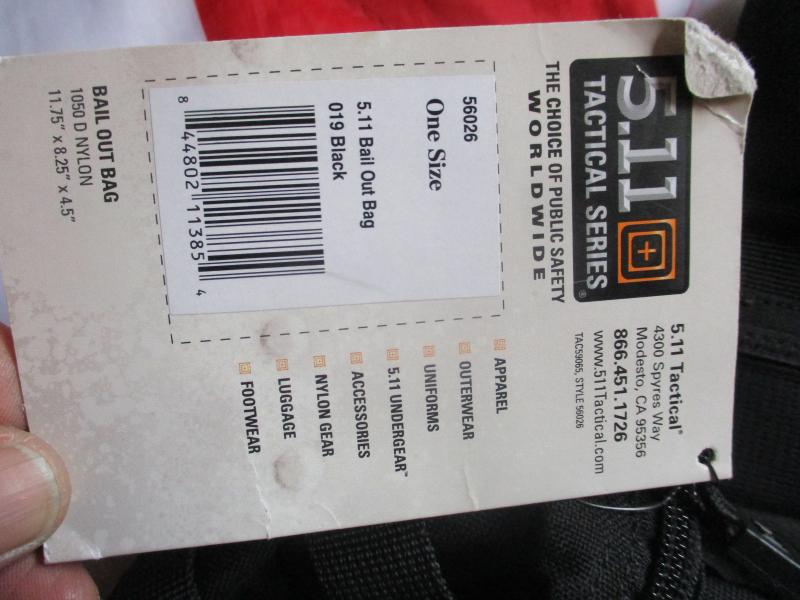 5.11
TACTICAL SERIES®
THE CHOICE OF PUBLIC SAFETY
WORLDWIDE
5.11 Tactical®
4300 Spyres Way
Modesto, CA 95356
866.451.1726
www.511Tactical.com
TAC59065, STYLE 56026
56026
One Size
5.11 Bail Out Bag
019 Black
8 44802 11385 4
APPAREL
OUTERWEAR
UNIFORMS
5.11 UNDERGEAR™
ACCESSORIES
NYLON GEAR
LUGGAGE
FOOTWEAR
BAIL OUT BAG
1050 D NYLON
11.75" x 8.25" x 4.5"